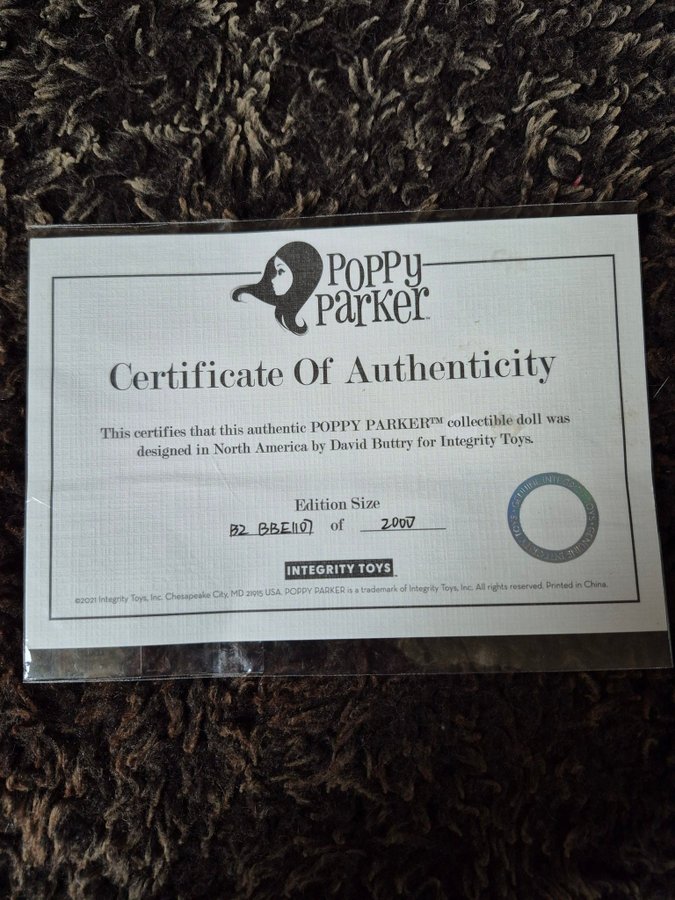 POPPY
PARKER™
Certificate Of Authenticity
This certifies that this authentic POPPY PARKER™ collectible doll was
designed in North America by David Buttry for Integrity Toys.
Edition Size
B2 BBE1107 of 2000
INTEGRITY TOYS
©2021 Integrity Toys, Inc. Chesapeake City, MD 21915 USA. POPPY PARKER is a trademark of Integrity Toys, Inc. All rights reserved. Printed in China.